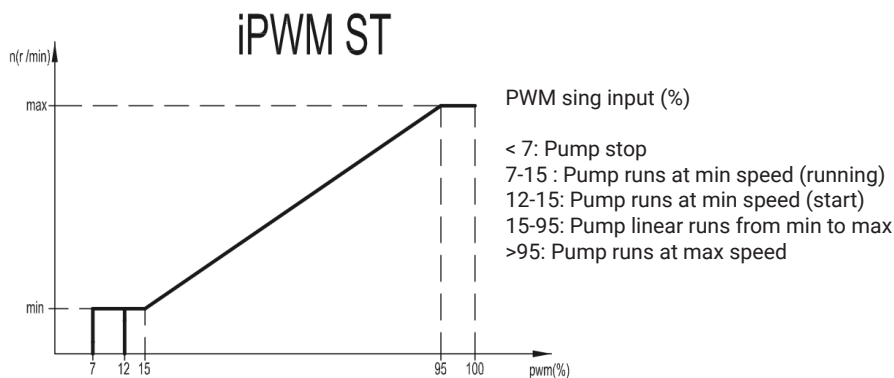 iPWM ST
n(r /min)
max
min
7 12 15 95 100 pwm(%)
PWM sing input (%)
< 7: Pump stop
7-15 : Pump runs at min speed (running)
12-15: Pump runs at min speed (start)
15-95: Pump linear runs from min to max
>95: Pump runs at max speed